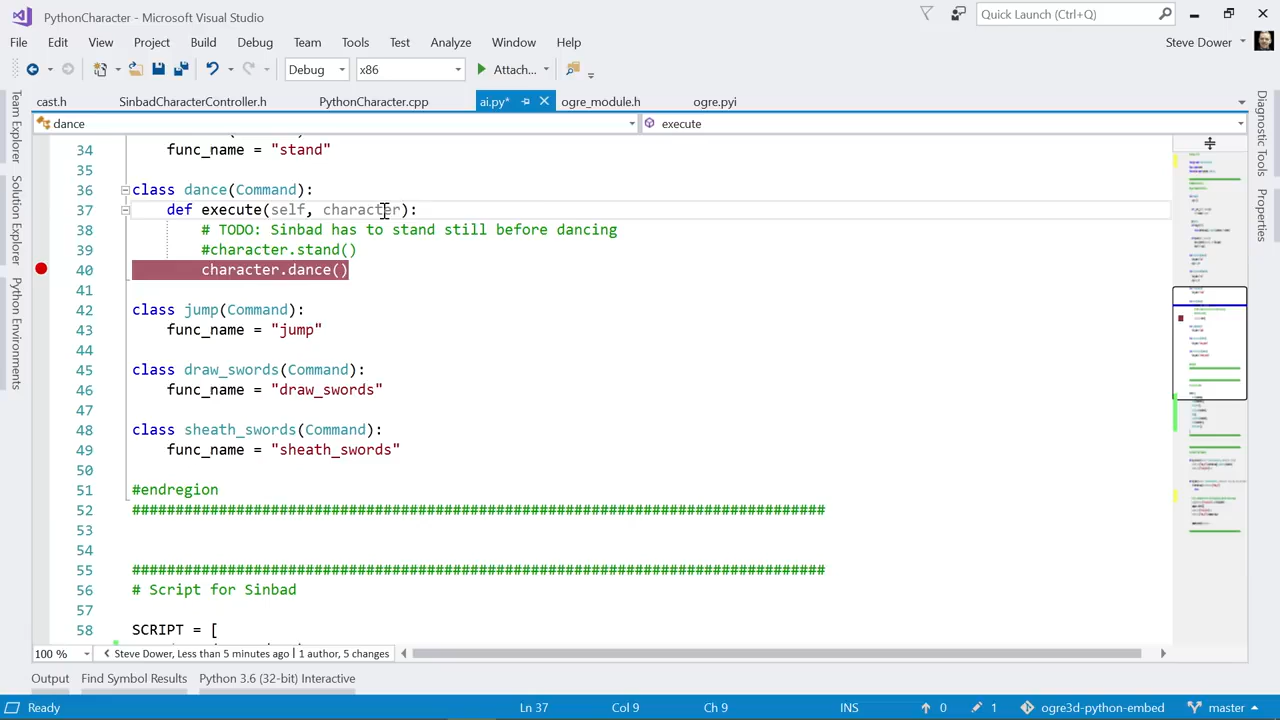 PythonCharacter - Microsoft Visual Studio
Quick Launch (Ctrl+Q)
File Edit View Project Build Debug Team Tools Test Analyze Window Help
Steve Dower
Debug x86 Attach...
cast.h SinbadCharacterController.h PythonCharacter.cpp ai.py* ogre_module.h ogre.pyi
dance execute
34 func_name = "stand"
35
36 class dance(Command):
37 def execute(self, character):
38 # TODO: Sinbad has to stand still before dancing
39 #character.stand()
40 character.dance()
41
42 class jump(Command):
43 func_name = "jump"
44
45 class draw_swords(Command):
46 func_name = "draw_swords"
47
48 class sheath_swords(Command):
49 func_name = "sheath_swords"
50
51 #endregion
52 ################################################################################
53
54
55 ################################################################################
56 # Script for Sinbad
57
58 SCRIPT = [
Team Explorer
Solution Explorer
Python Environments
Diagnostic Tools
Properties
100 % Steve Dower, Less than 5 minutes ago | 1 author, 5 changes
Output Find Symbol Results Python 3.6 (32-bit) Interactive
Ready Ln 37 Col 9 Ch 9 INS 0 1 ogre3d-python-embed master